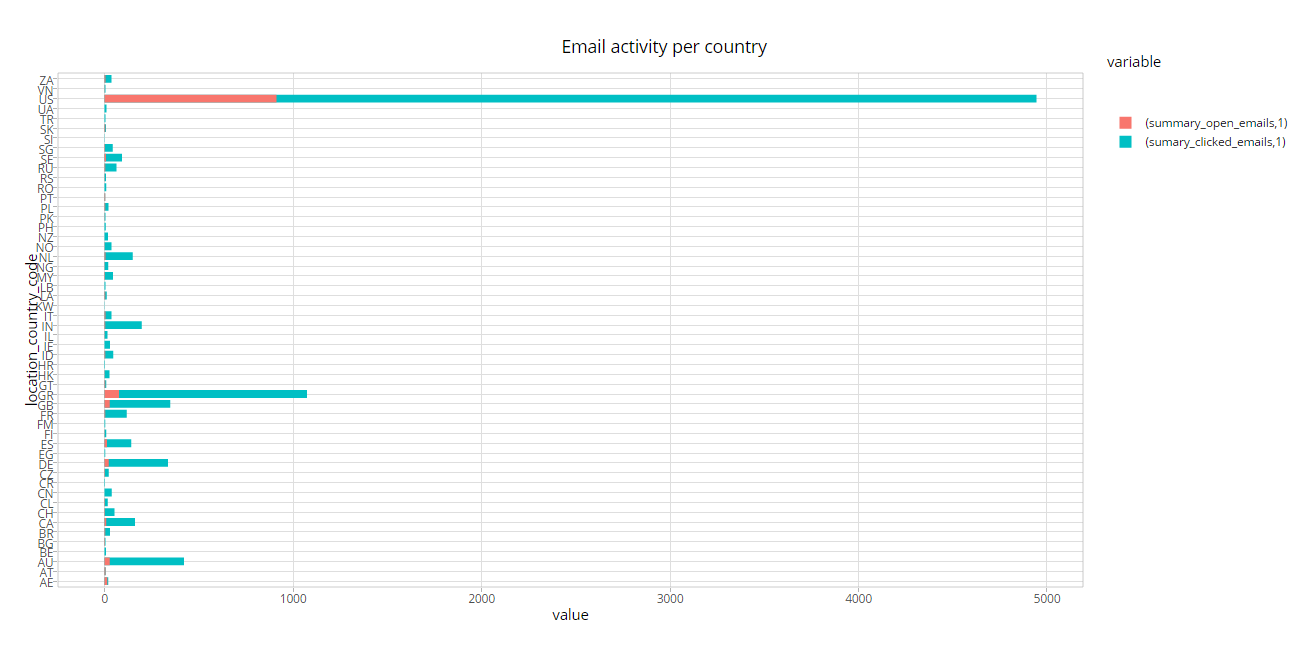 Email activity per country
variable
(summary_open_emails,1)
(sumary_clicked_emails,1)
location_country_code
ZA
VN
US
UA
TR
SK
SI
SG
SE
RU
RS
RO
PT
PL
PK
PH
NZ
NO
NL
NG
MY
LB
LA
KW
IT
IN
IL
IE
ID
HR
HK
GT
GR
GB
FR
FM
FI
ES
EG
DE
CZ
CR
CN
CL
CH
CA
BR
BG
BE
AU
AT
AE
0 1000 2000 3000 4000 5000
value